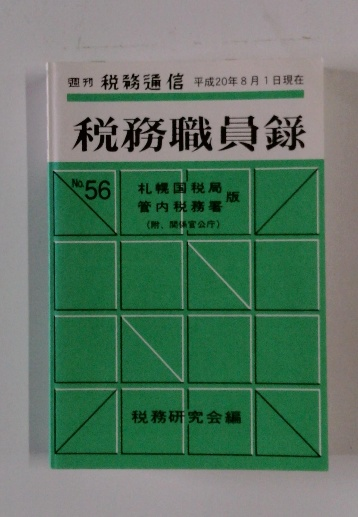 週刊 税務通信 平成20年8月1日現在
税務職員録
No.56
札幌国税局
管内税務署
版
(附、関係官公庁)
税務研究会編